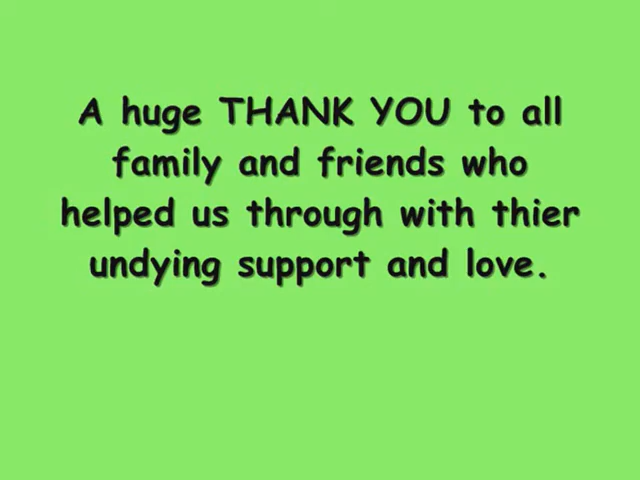 A huge THANK YOU to all
family and friends who
helped us through with thier
undying support and love.